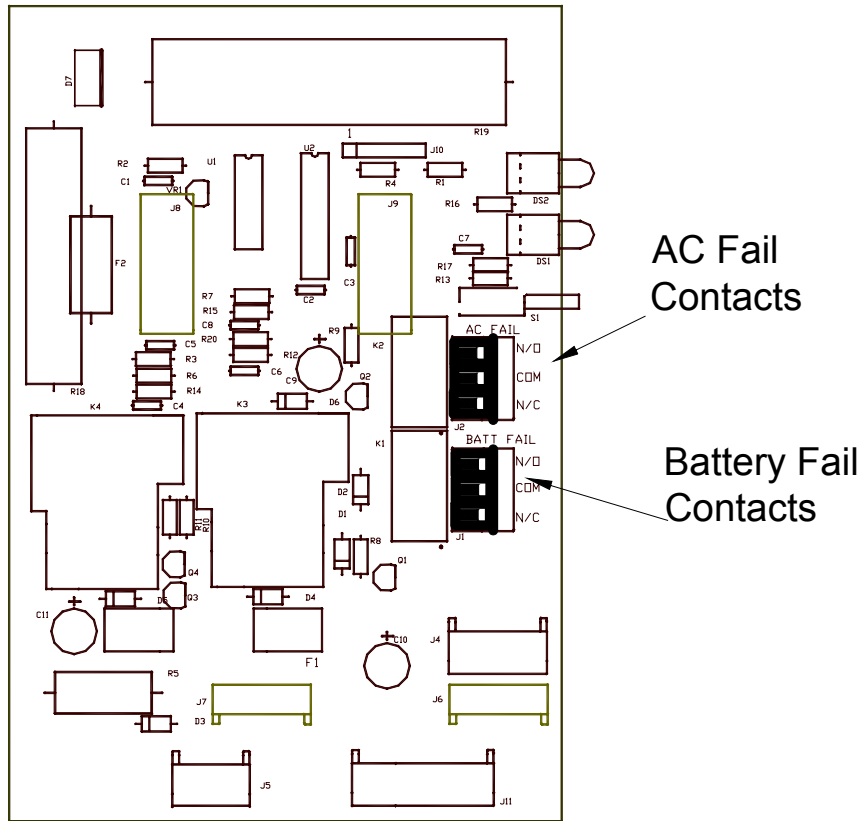 D7
R19
1
J10
U1
U2
R2
C1
VR1
R4
R1
J8
J9
R16
DS2
C7
DS1
F2
R17
R13
C3
C2
R7
R15
C8
R20
S1
AC Fail
Contacts
AC FAIL
N/O
COM
N/C
J2
R9
K2
C5
R3
R12
R6
C6
C9
Q2
R18
R14
D6
C4
K4
K3
K1
BATT FAIL
N/O
COM
N/C
J1
Battery Fail
Contacts
D2
D1
R11
R10
R8
Q4
Q1
Q3
D5
D4
C11
F1
C10
J4
R5
J7
J6
D3
J5
J11